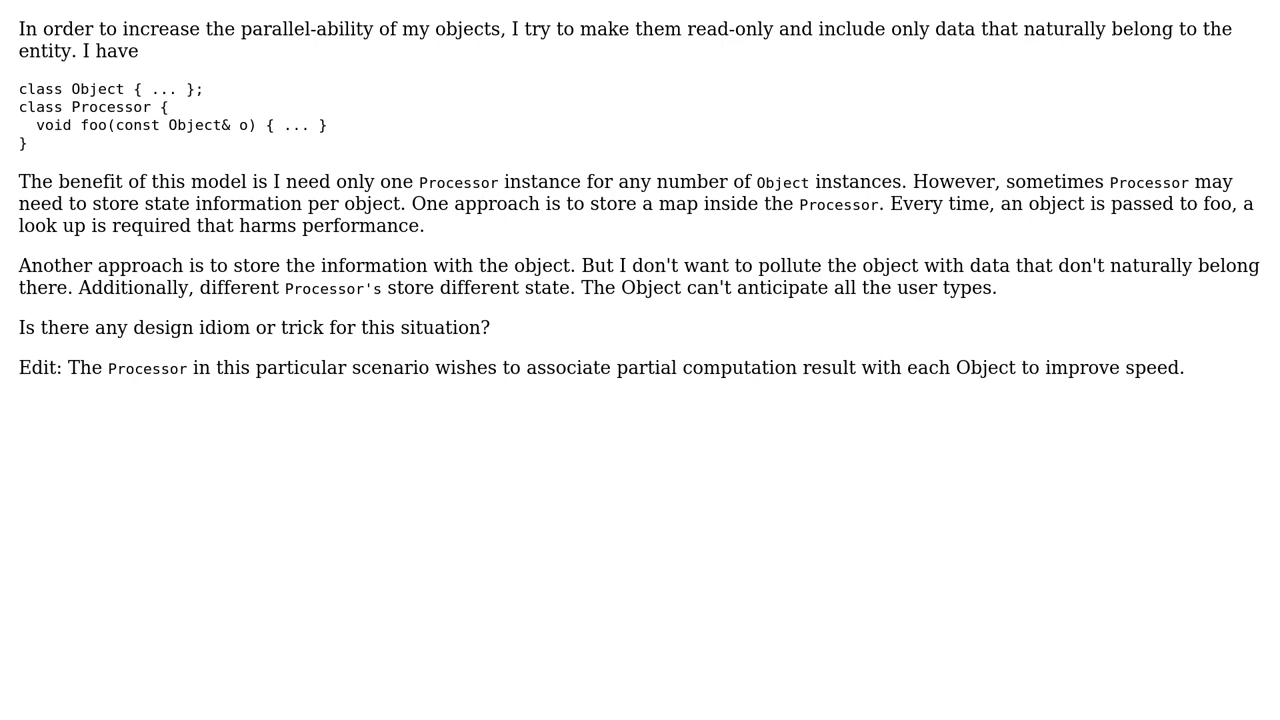 In order to increase the parallel-ability of my objects, I try to make them read-only and include only data that naturally belong to the
entity. I have
class Object { ... };
class Processor {
  void foo(const Object& o) { ... }
}
The benefit of this model is I need only one Processor instance for any number of Object instances. However, sometimes Processor may
need to store state information per object. One approach is to store a map inside the Processor. Every time, an object is passed to foo, a
look up is required that harms performance.
Another approach is to store the information with the object. But I don't want to pollute the object with data that don't naturally belong
there. Additionally, different Processor's store different state. The Object can't anticipate all the user types.
Is there any design idiom or trick for this situation?
Edit: The Processor in this particular scenario wishes to associate partial computation result with each Object to improve speed.